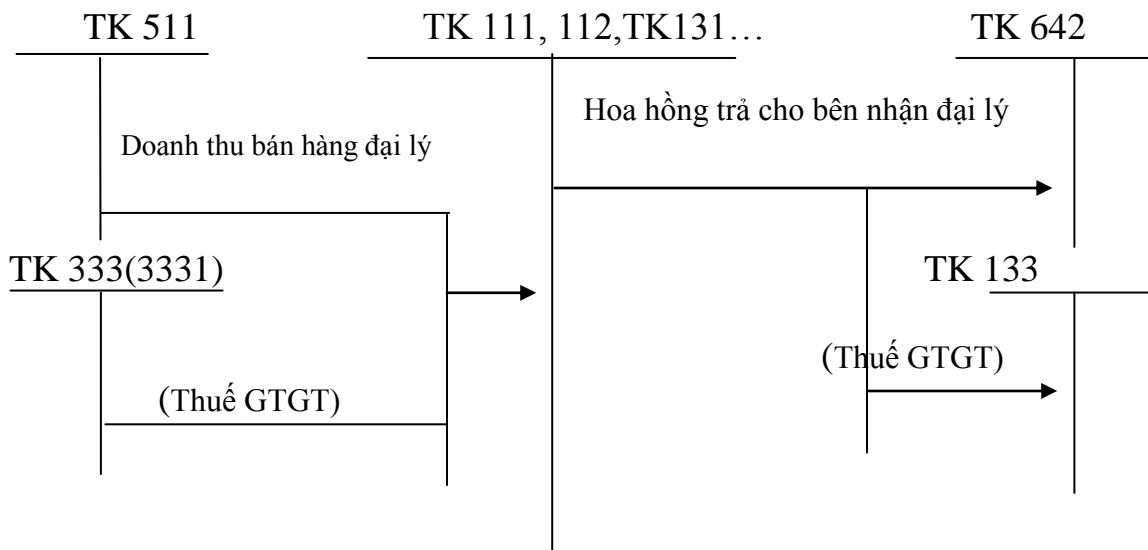 TK 511
TK 111, 112,TK131…
TK 642
Hoa hồng trả cho bên nhận đại lý
Doanh thu bán hàng đại lý
TK 333(3331)
TK 133
(Thuế GTGT)
(Thuế GTGT)